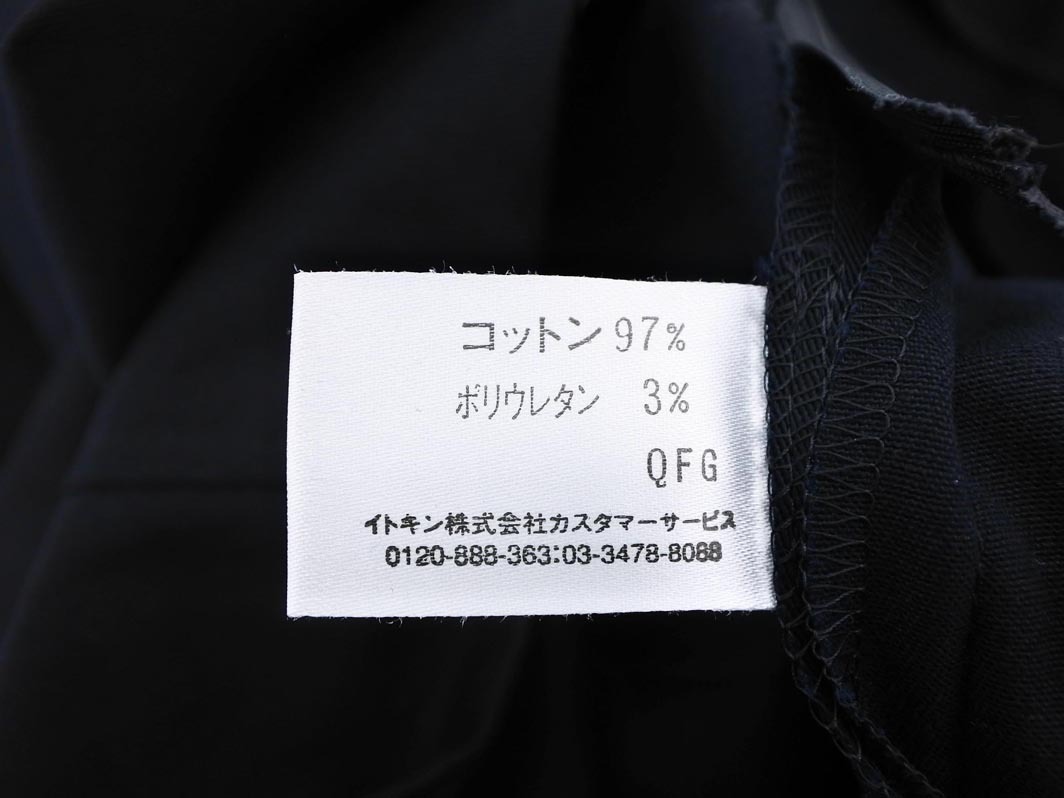 コットン 97%
ポリウレタン 3%
QFG
イトキン株式会社カスタマーサービス
0120-888-363:03-3478-8088